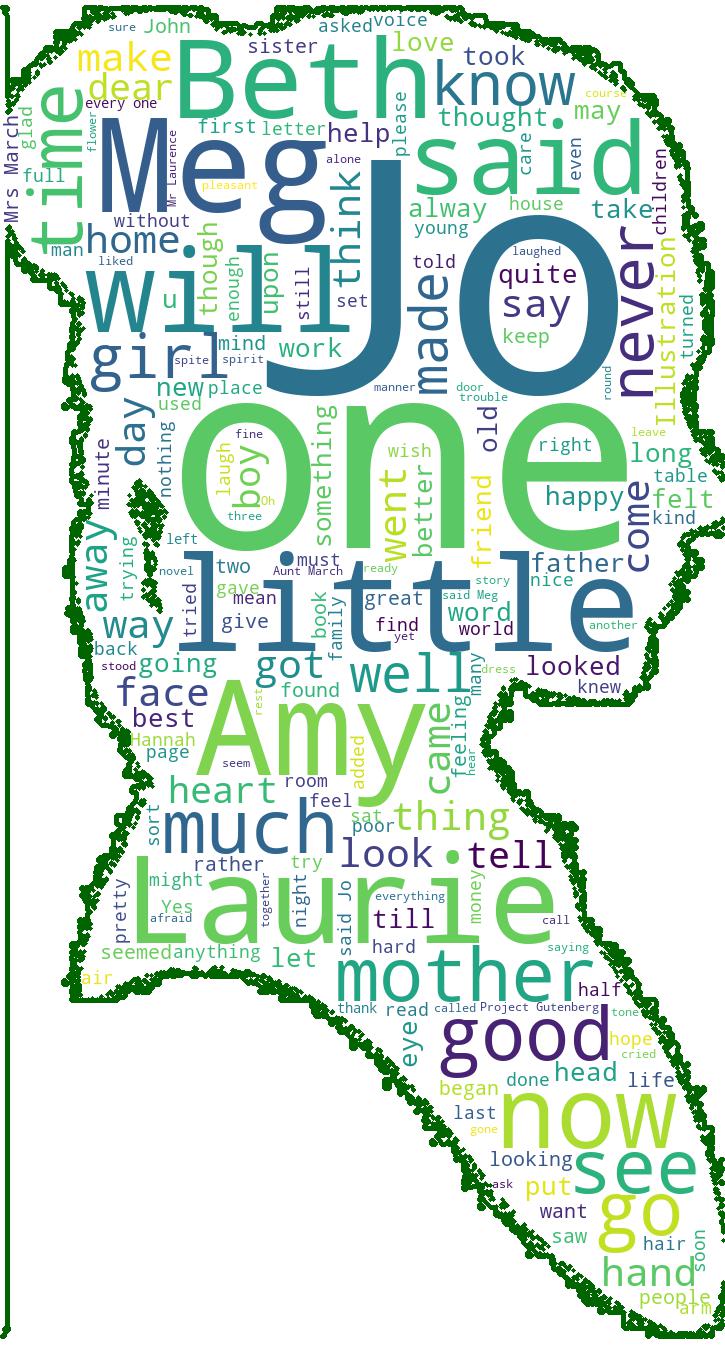 sure
John
asked
voice
sister
love
make
took
Beth
dear
know
course
every one
time
please
may
thought
glad
flower
first
letter
help
Mrs March
Meg
Mr Laurence
said
care
even
alone
children
full
pleasant
think
Jo
alway
house
take
without
young
man
home
though
never
liked
told
laughed
will
u
enough
upon
still
set
made
quite
say
Illustration
turned
girl
mind
work
keep
spite
spirit
round
new
place
manner
door
trouble
day
used
one
something
old
leave
minute
nothing
fine
laugh
boy
Oh
three
wish
went
better
right
long
table
happy
felt
friend
come
kind
away
trying
left
must
father
novel
two
Aunt March
ready
little
story
nice
gave
said Meg
tried
mean
book
great
word
way
give
family
find
yet
world
another
back
stood
going
got
well
many
dress
looked
knew
face
found
rest
best
Amy
came
feeling
hear
Hannah
page
seem
added
heart
room
feel
sort
much
sat
poor
thing
look
tell
rather
try
might
Laurie
pretty
Yes
afraid
together
night
said Jo
everything
till
money
call
seemed
anything
let
hard
saying
air
mother
half
thank
read
called
Project Gutenberg
tone
eye
good
hope
cried
done
head
life
began
last
gone
now
looking
see
ask
put
want
go
saw
hair
soon
hand
people
arm